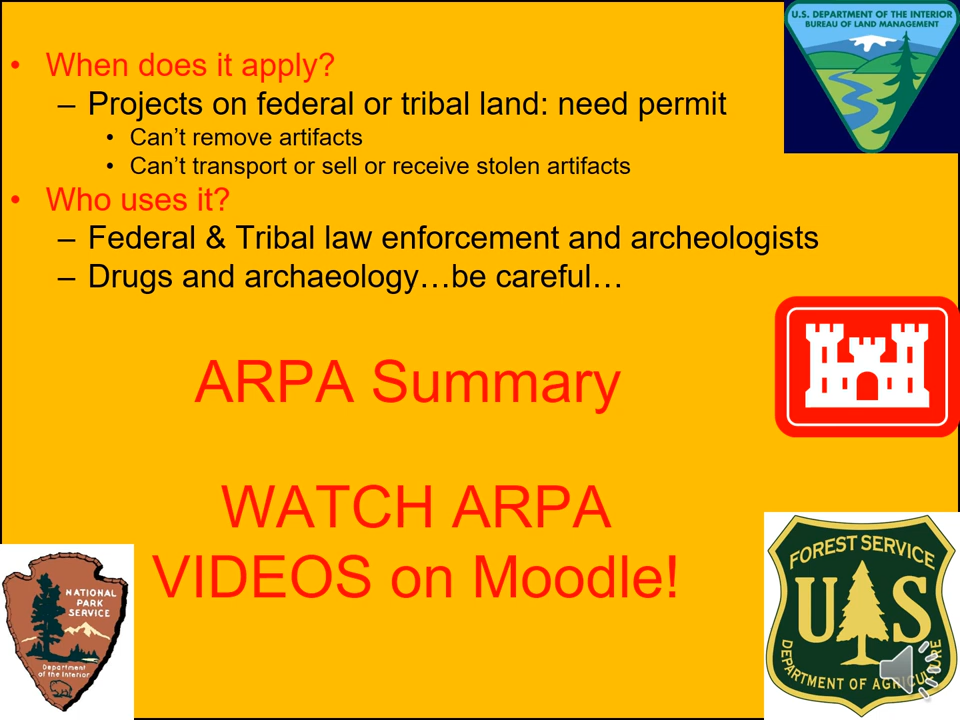 • When does it apply?
– Projects on federal or tribal land: need permit
• Can’t remove artifacts
• Can’t transport or sell or receive stolen artifacts
• Who uses it?
– Federal & Tribal law enforcement and archeologists
– Drugs and archaeology…be careful…
U.S. DEPARTMENT OF THE INTERIOR
BUREAU OF LAND MANAGEMENT
ARPA Summary
WATCH ARPA
VIDEOS on Moodle!
NATIONAL
PARK
SERVICE
Department
of the Interior
FOREST SERVICE
U S
DEPARTMENT OF AGRICULTURE